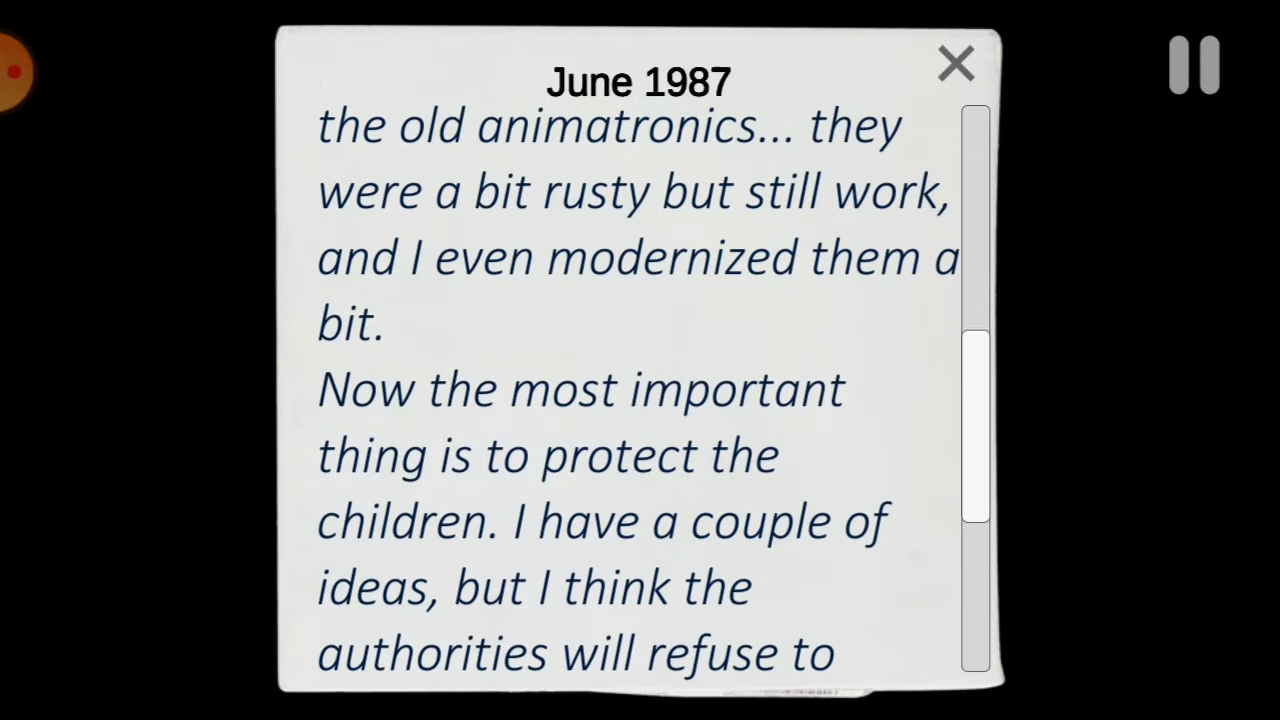 June 1987
the old animatronics... they
were a bit rusty but still work,
and I even modernized them a
bit.
Now the most important
thing is to protect the
children. I have a couple of
ideas, but I think the
authorities will refuse to